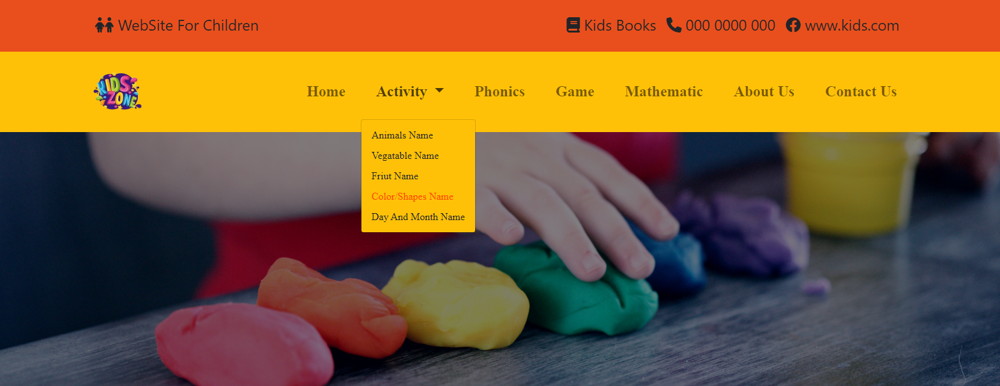 WebSite For Children
Kids Books 000 0000 000 www.kids.com
KIDS ZONE
Home Activity Phonics Game Mathematic About Us Contact Us
Animals Name
Vegatable Name
Friut Name
Color/Shapes Name
Day And Month Name